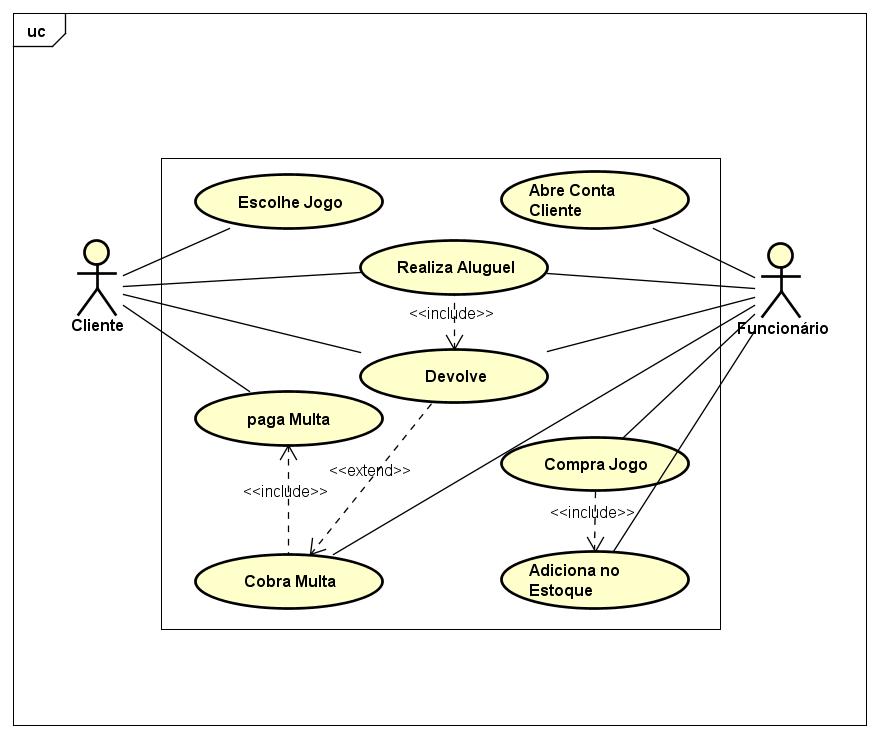 uc
Escolhe Jogo
Abre Conta
Cliente
Realiza Aluguel
<<include>>
Cliente
Funcionário
Devolve
paga Multa
<<extend>>
Compra Jogo
<<include>>
<<include>>
Cobra Multa
Adiciona no
Estoque